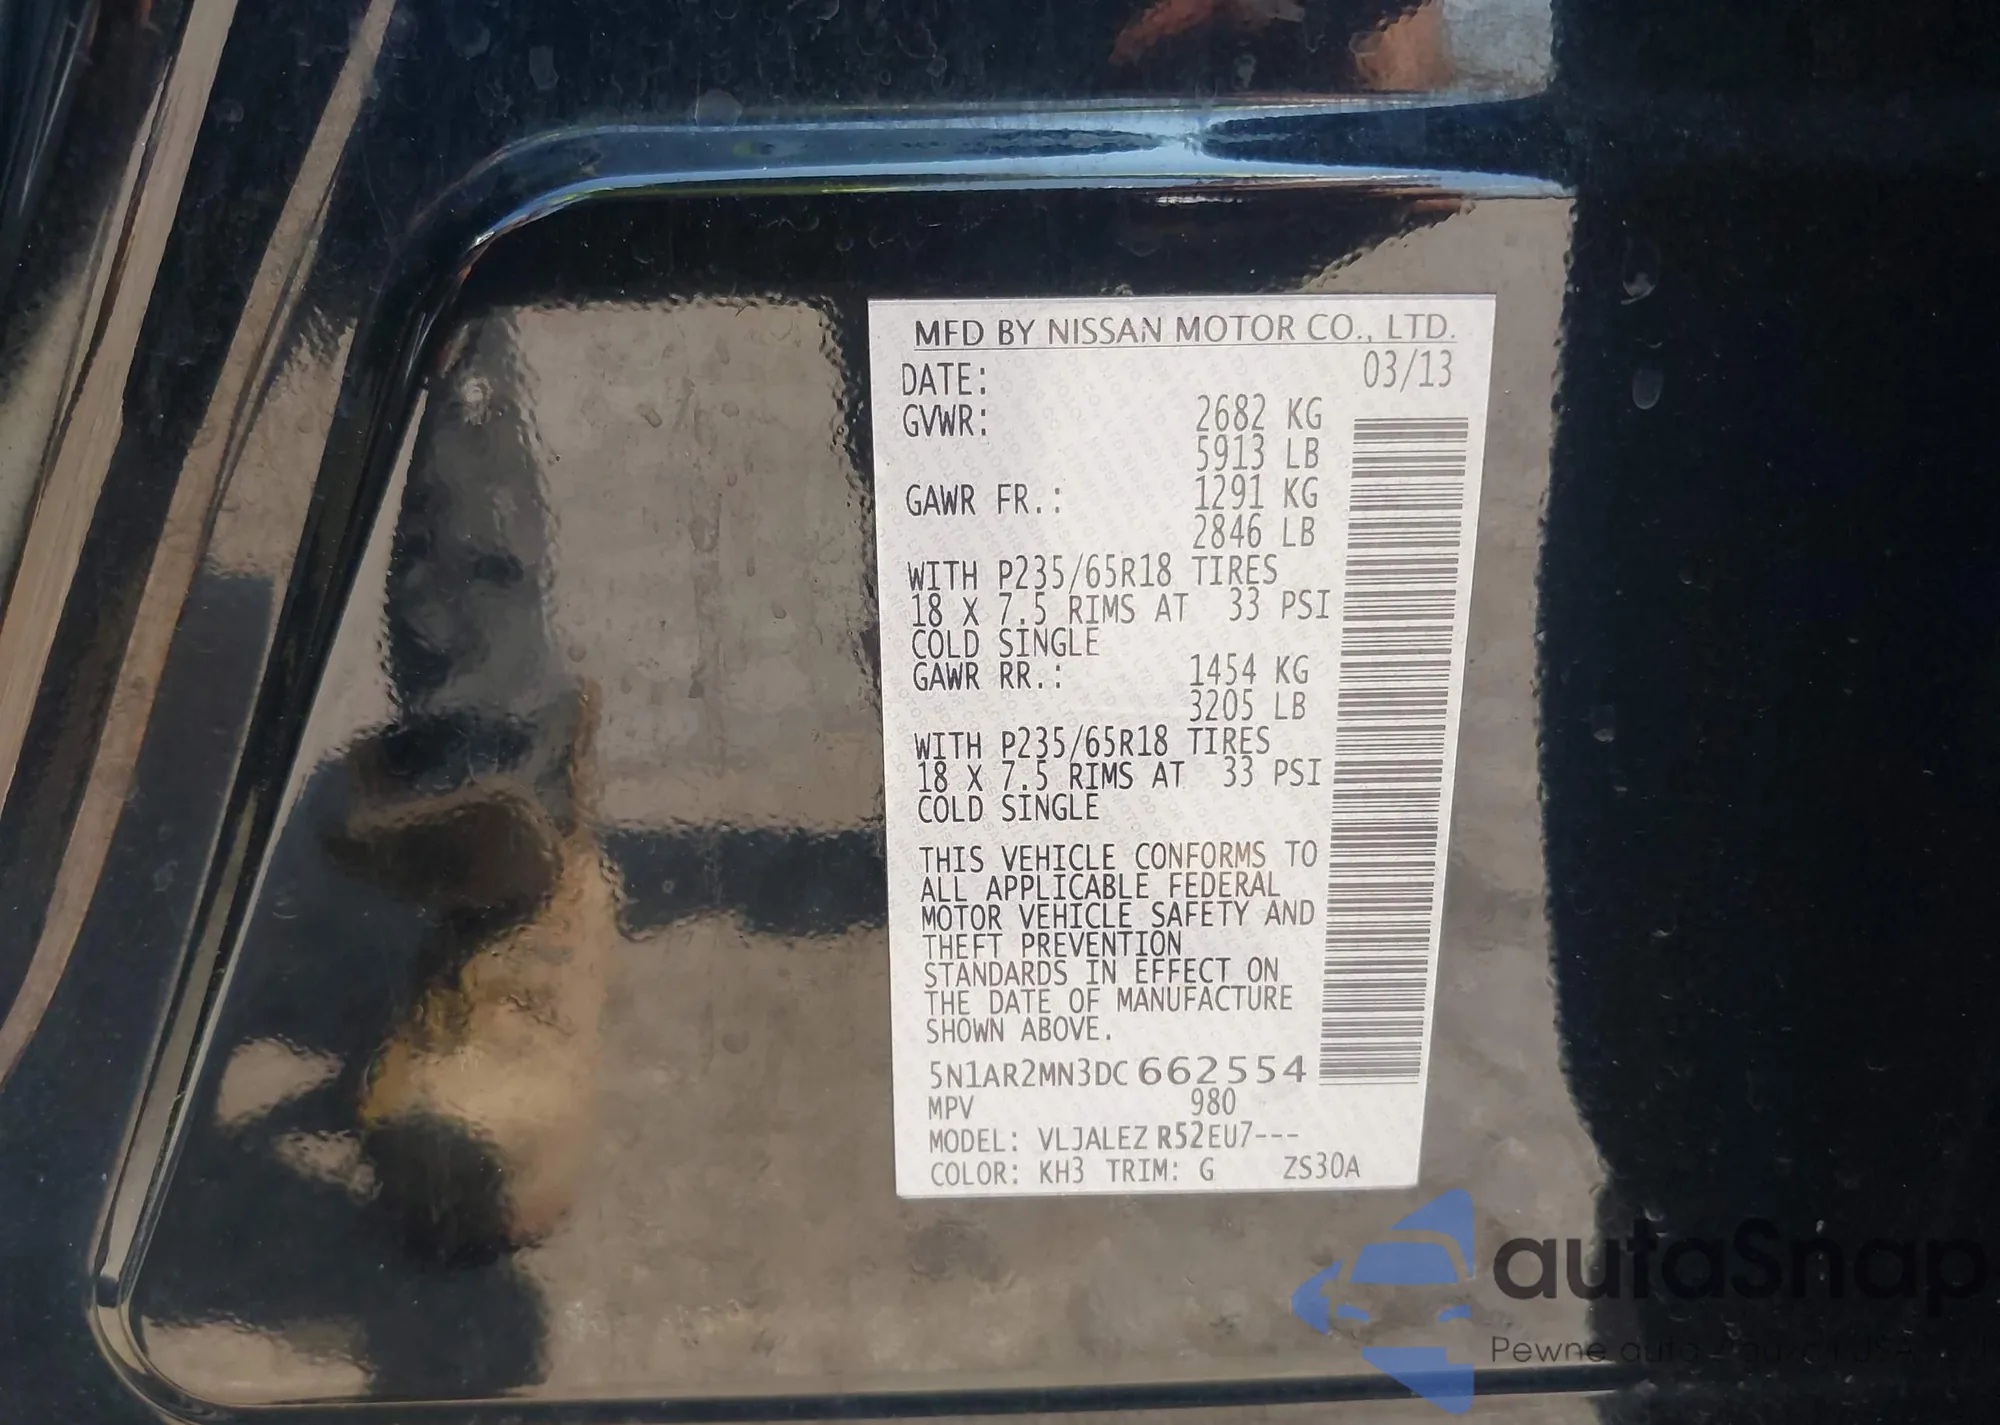 MFD BY NISSAN MOTOR CO., LTD.
DATE: 03/13
GVWR: 2682 KG
5913 LB
GAWR FR.: 1291 KG
2846 LB
WITH P235/65R18 TIRES
18 X 7.5 RIMS AT 33 PSI
COLD SINGLE
GAWR RR.: 1454 KG
3205 LB
WITH P235/65R18 TIRES
18 X 7.5 RIMS AT 33 PSI
COLD SINGLE
THIS VEHICLE CONFORMS TO
ALL APPLICABLE FEDERAL
MOTOR VEHICLE SAFETY AND
THEFT PREVENTION
STANDARDS IN EFFECT ON
THE DATE OF MANUFACTURE
SHOWN ABOVE.
5N1AR2MN3DC662554
MPV 980
MODEL: VLJALEZR52EU7---
COLOR: KH3 TRIM: G ZS30A
autaSnap
Pewne auta z